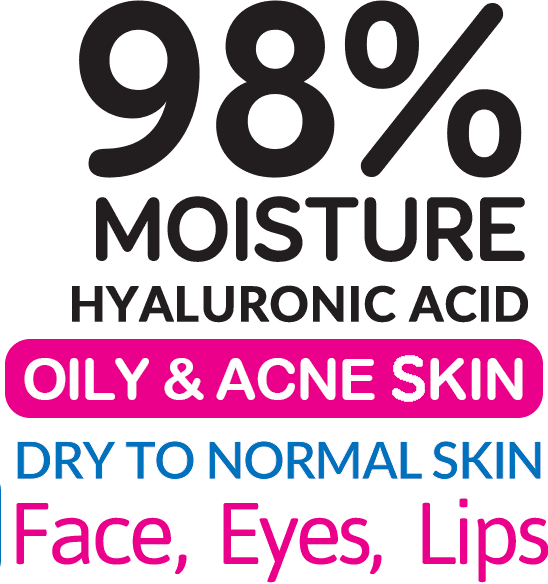 98%
MOISTURE
HYALURONIC ACID
OILY & ACNE SKIN
DRY TO NORMAL SKIN
Face, Eyes, Lips